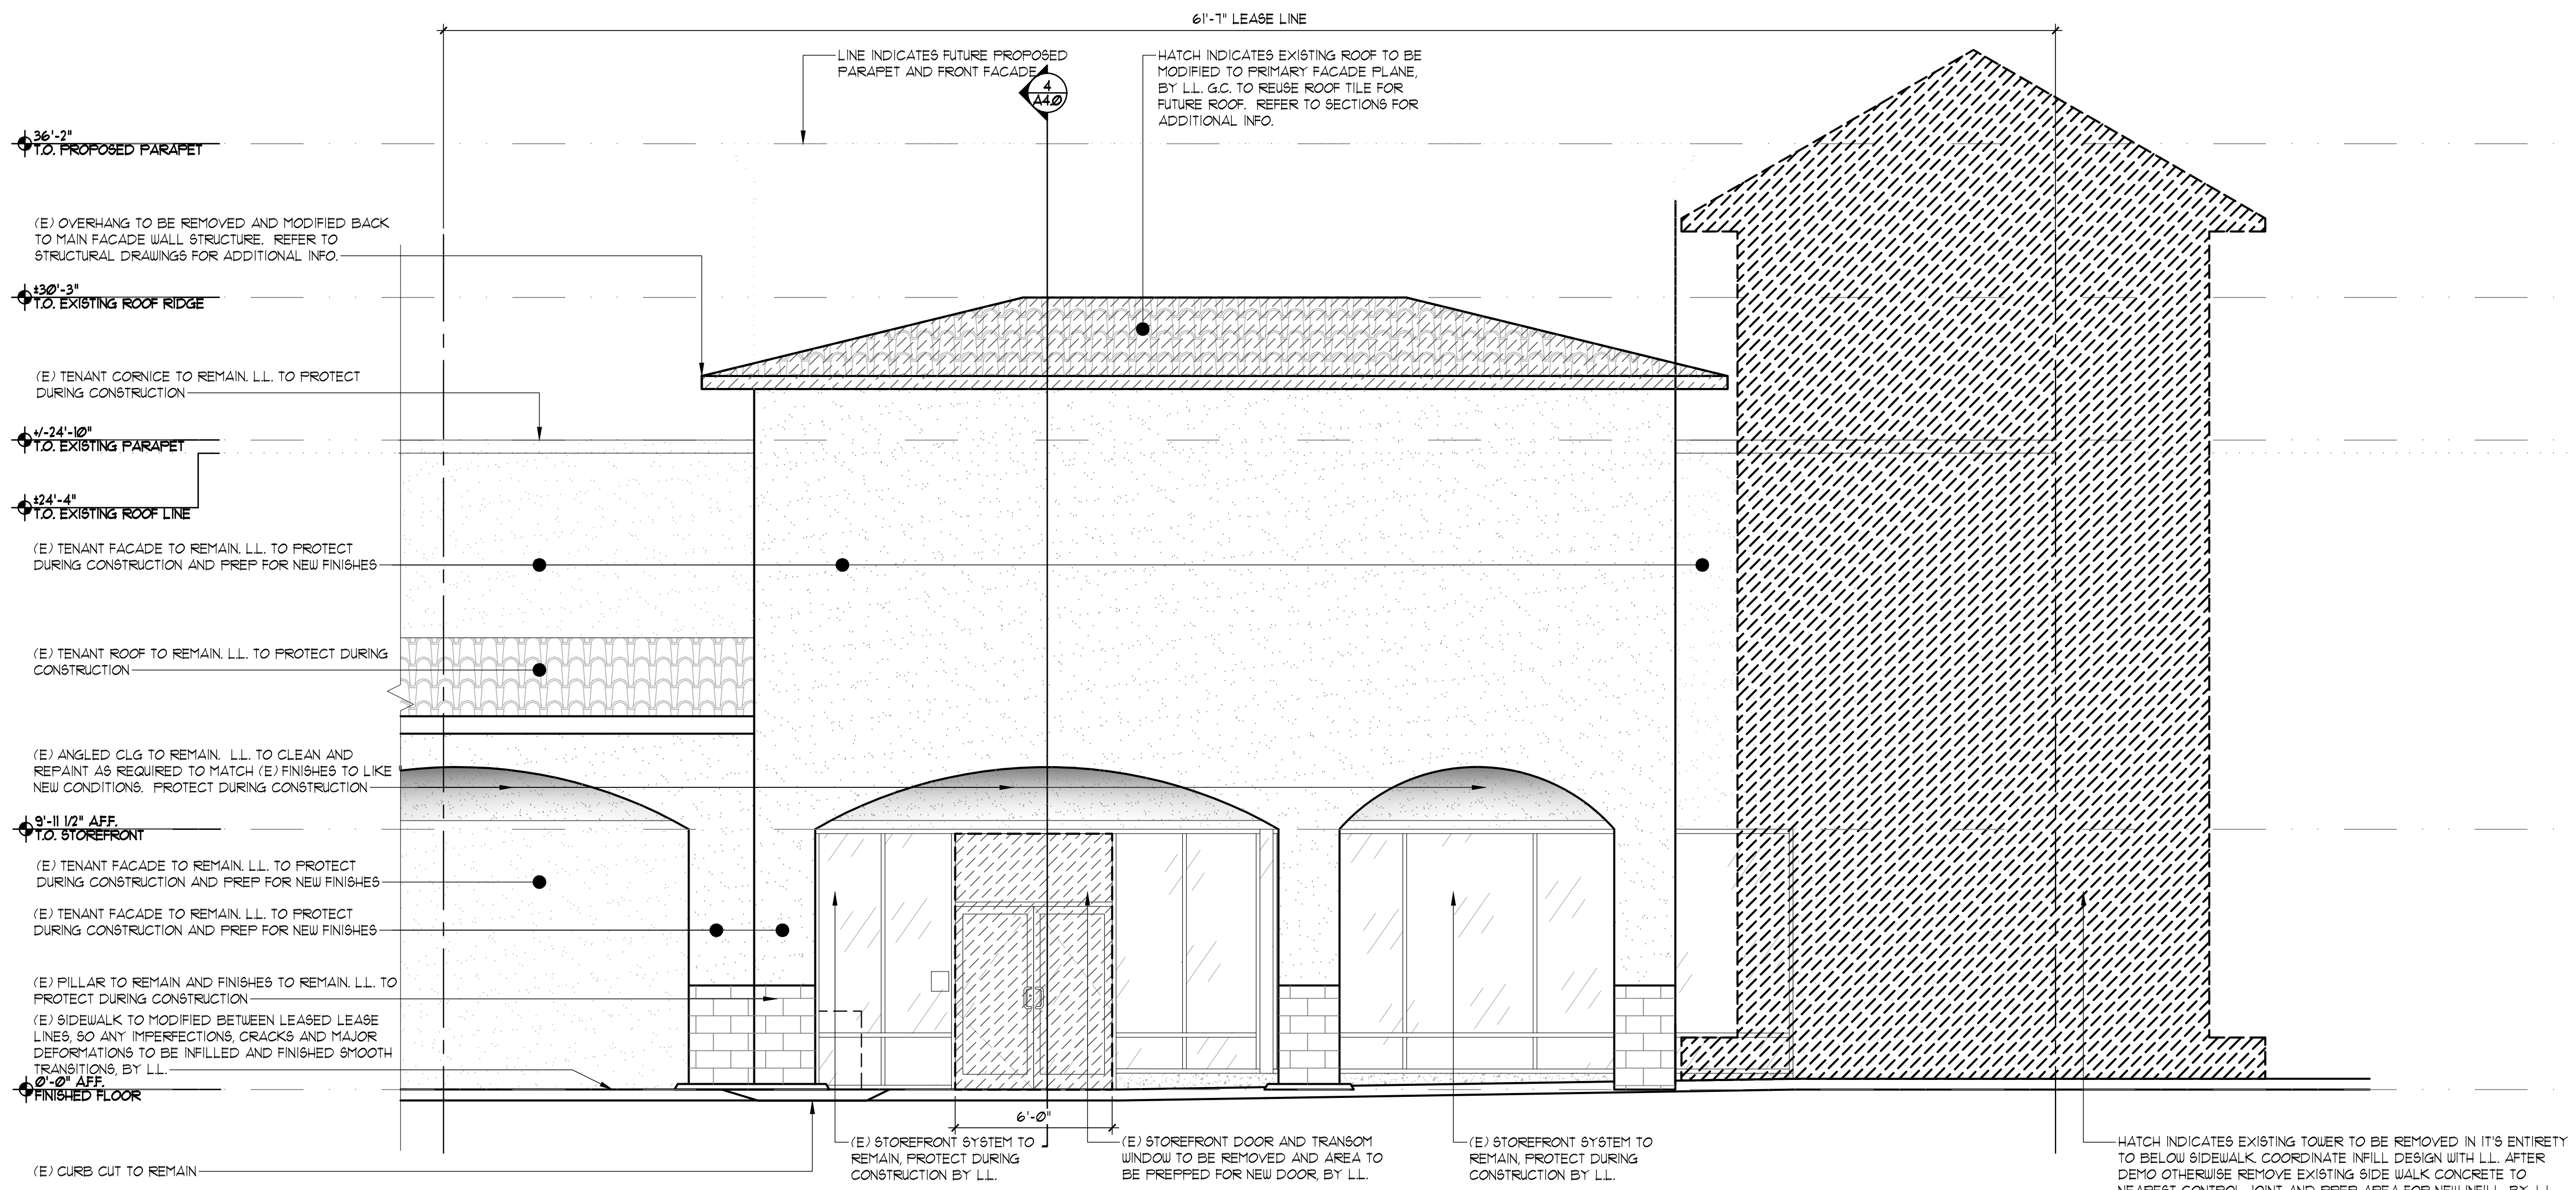 61'-7" LEASE LINE
LINE INDICATES FUTURE PROPOSED
PARAPET AND FRONT FACADE
4
A4.0
HATCH INDICATES EXISTING ROOF TO BE
MODIFIED TO PRIMARY FACADE PLANE,
BY L.L. G.C. TO REUSE ROOF TILE FOR
FUTURE ROOF. REFER TO SECTIONS FOR
ADDITIONAL INFO.
36'-2"
T.O. PROPOSED PARAPET
(E) OVERHANG TO BE REMOVED AND MODIFIED BACK
TO MAIN FACADE WALL STRUCTURE. REFER TO
STRUCTURAL DRAWINGS FOR ADDITIONAL INFO.
±30'-3"
T.O. EXISTING ROOF RIDGE
(E) TENANT CORNICE TO REMAIN. L.L. TO PROTECT
DURING CONSTRUCTION
+/-24'-10"
T.O. EXISTING PARAPET
±24'-4"
T.O. EXISTING ROOF LINE
(E) TENANT FACADE TO REMAIN. L.L. TO PROTECT
DURING CONSTRUCTION AND PREP FOR NEW FINISHES
(E) TENANT ROOF TO REMAIN. L.L. TO PROTECT DURING
CONSTRUCTION
(E) ANGLED CLG TO REMAIN. L.L. TO CLEAN AND
REPAINT AS REQUIRED TO MATCH (E) FINISHES TO LIKE "
NEW CONDITIONS. PROTECT DURING CONSTRUCTION
9'-11 1/2" A.F.F.
T.O. STOREFRONT
(E) TENANT FACADE TO REMAIN. L.L. TO PROTECT
DURING CONSTRUCTION AND PREP FOR NEW FINISHES
(E) TENANT FACADE TO REMAIN. L.L. TO PROTECT
DURING CONSTRUCTION AND PREP FOR NEW FINISHES
(E) PILLAR TO REMAIN AND FINISHES TO REMAIN. L.L. TO
PROTECT DURING CONSTRUCTION
(E) SIDEWALK TO MODIFIED BETWEEN LEASED LEASE
LINES, SO ANY IMPERFECTIONS, CRACKS AND MAJOR
DEFORMATIONS TO BE INFILLED AND FINISHED SMOOTH
TRANSITIONS, BY L.L.
0'-0" A.F.F.
FINISHED FLOOR
(E) CURB CUT TO REMAIN
6'-0"
(E) STOREFRONT SYSTEM TO
REMAIN, PROTECT DURING
CONSTRUCTION BY L.L.
(E) STOREFRONT DOOR AND TRANSOM
WINDOW TO BE REMOVED AND AREA TO
BE PREPPED FOR NEW DOOR, BY L.L.
(E) STOREFRONT SYSTEM TO
REMAIN, PROTECT DURING
CONSTRUCTION BY L.L.
HATCH INDICATES EXISTING TOWER TO BE REMOVED IN IT'S ENTIRETY
TO BELOW SIDEWALK. COORDINATE INFILL DESIGN WITH L.L. AFTER
DEMO OTHERWISE REMOVE EXISTING SIDE WALK CONCRETE TO
NEAREST CONTROL JOINT AND PREP AREA FOR NEW INFILL, BY L.L.